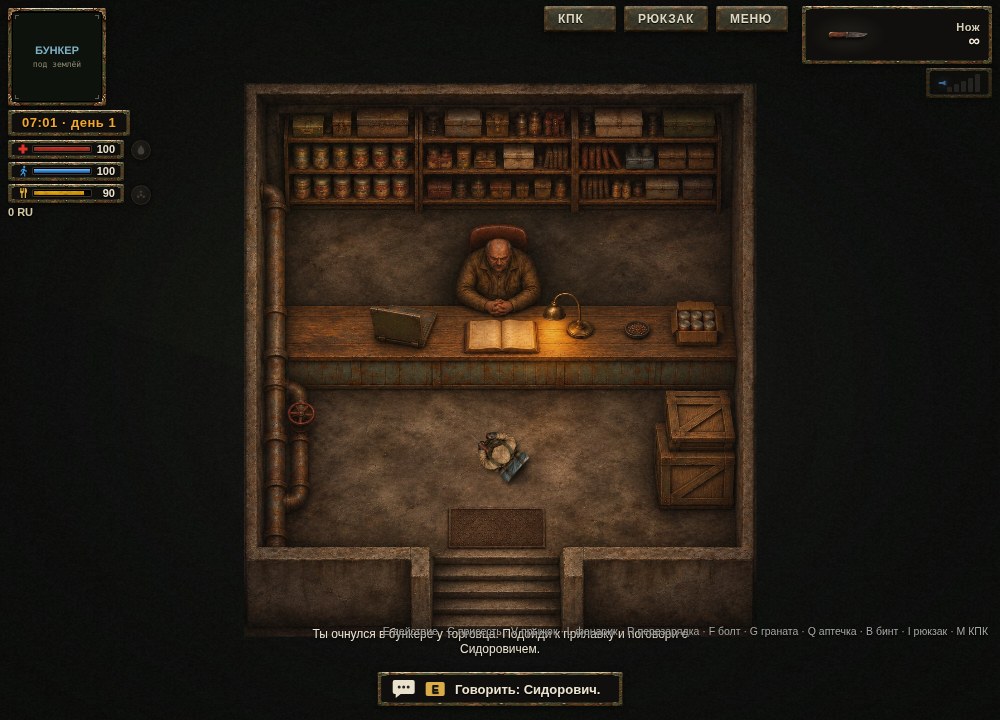 КПК
РЮКЗАК
МЕНЮ
Нож
∞
БУНКЕР
под землёй
07:01 · день 1
100
100
90
0 RU
Ты очнулся в бункере у торговца. Подойди к прилавку и поговори с
Сидоровичем.
перезарядка · F болт · G граната · Q аптечка · B бинт · I рюкзак · M КПК
E
Говорить: Сидорович.